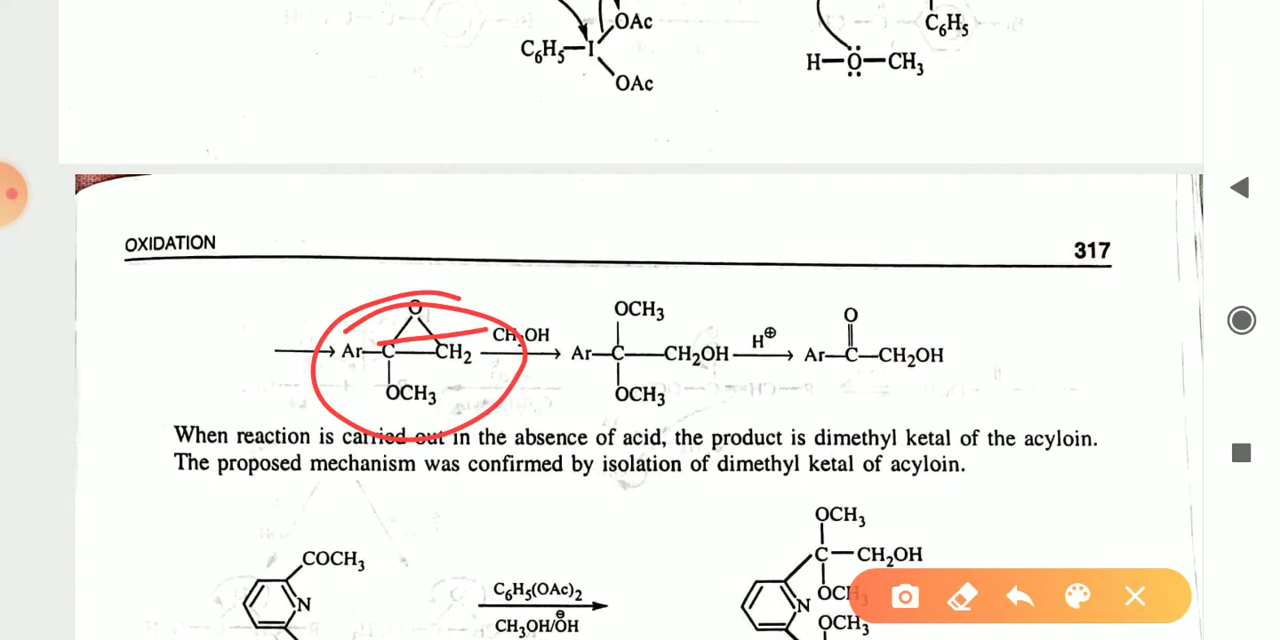 OAc
C₆H₅—I
OAc
C₆H₅
H—Ö—CH₃
OXIDATION
317
O
Ar—C—CH₂
OCH₃
CH₃OH
OCH₃
Ar—C—CH₂OH
OCH₃
H⊕
O
Ar—C—CH₂OH
When reaction is carried out in the absence of acid, the product is dimethyl ketal of the acyloin.
The proposed mechanism was confirmed by isolation of dimethyl ketal of acyloin.
COCH₃
N
C₆H₅(OAc)₂
CH₃OH/ŌH
OCH₃
C—CH₂OH
OCH₃
N
OCH₃